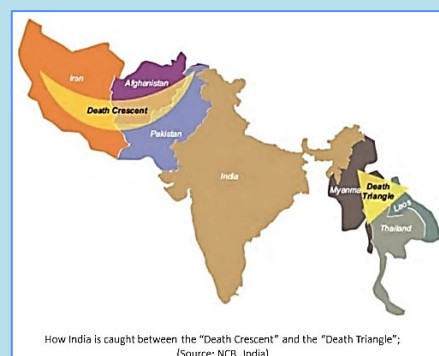 Iran
Afghanistan
Death Crescent
Pakistan
India
Myanmar
Death
Triangle
Laos
Thailand
How India is caught between the “Death Crescent” and the “Death Triangle”;
(Source: NCB, India)